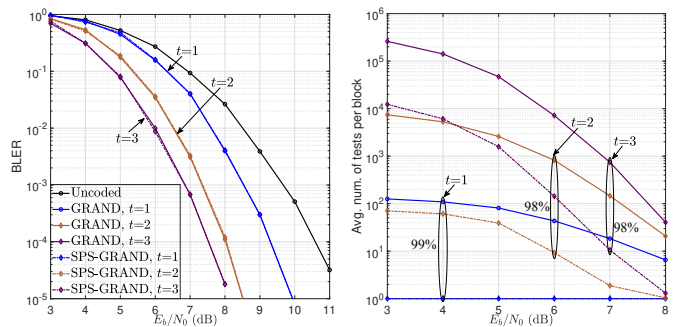 10^0
10^-1
10^-2
10^-3
10^-4
10^-5
BLER
t=1
t=2
t=3
Uncoded
GRAND, t=1
GRAND, t=2
GRAND, t=3
SPS-GRAND, t=1
SPS-GRAND, t=2
SPS-GRAND, t=3
3 4 5 6 7 8 9 10 11
E_b/N_0 (dB)
10^6
10^5
10^4
10^3
10^2
10^1
10^0
Avg. num. of tests per block
t=2
t=3
t=1
98%
98%
99%
3 4 5 6 7 8
E_b/N_0 (dB)